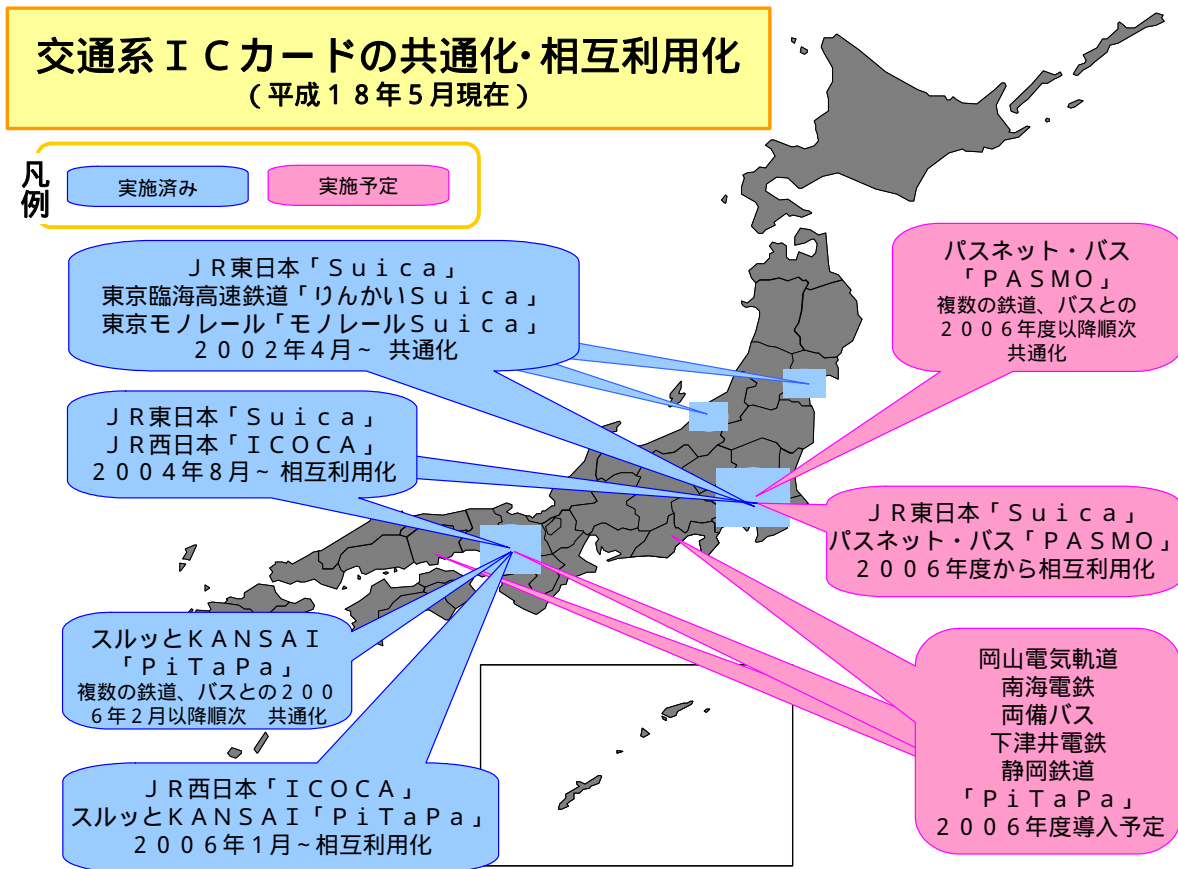 交通系ＩＣカードの共通化・相互利用化
（平成１８年５月現在）
凡例
実施済み
実施予定
ＪＲ東日本「Ｓｕｉｃａ」
東京臨海高速鉄道「りんかいＳｕｉｃａ」
東京モノレール「モノレールＳｕｉｃａ」
２００２年４月～ 共通化
パスネット・バス
「ＰＡＳＭＯ」
複数の鉄道、バスとの
２００６年度以降順次
共通化
ＪＲ東日本「Ｓｕｉｃａ」
ＪＲ西日本「ＩＣＯＣＡ」
２００４年８月～ 相互利用化
ＪＲ東日本「Ｓｕｉｃａ」
パスネット・バス「ＰＡＳＭＯ」
２００６年度から相互利用化
スルッとＫＡＮＳＡＩ
「ＰｉＴａＰａ」
複数の鉄道、バスとの２００
６年２月以降順次　共通化
岡山電気軌道
南海電鉄
両備バス
下津井電鉄
静岡鉄道
「ＰｉＴａＰａ」
２００６年度導入予定
ＪＲ西日本「ＩＣＯＣＡ」
スルッとＫＡＮＳＡＩ「ＰｉＴａＰａ」
２００６年１月～相互利用化